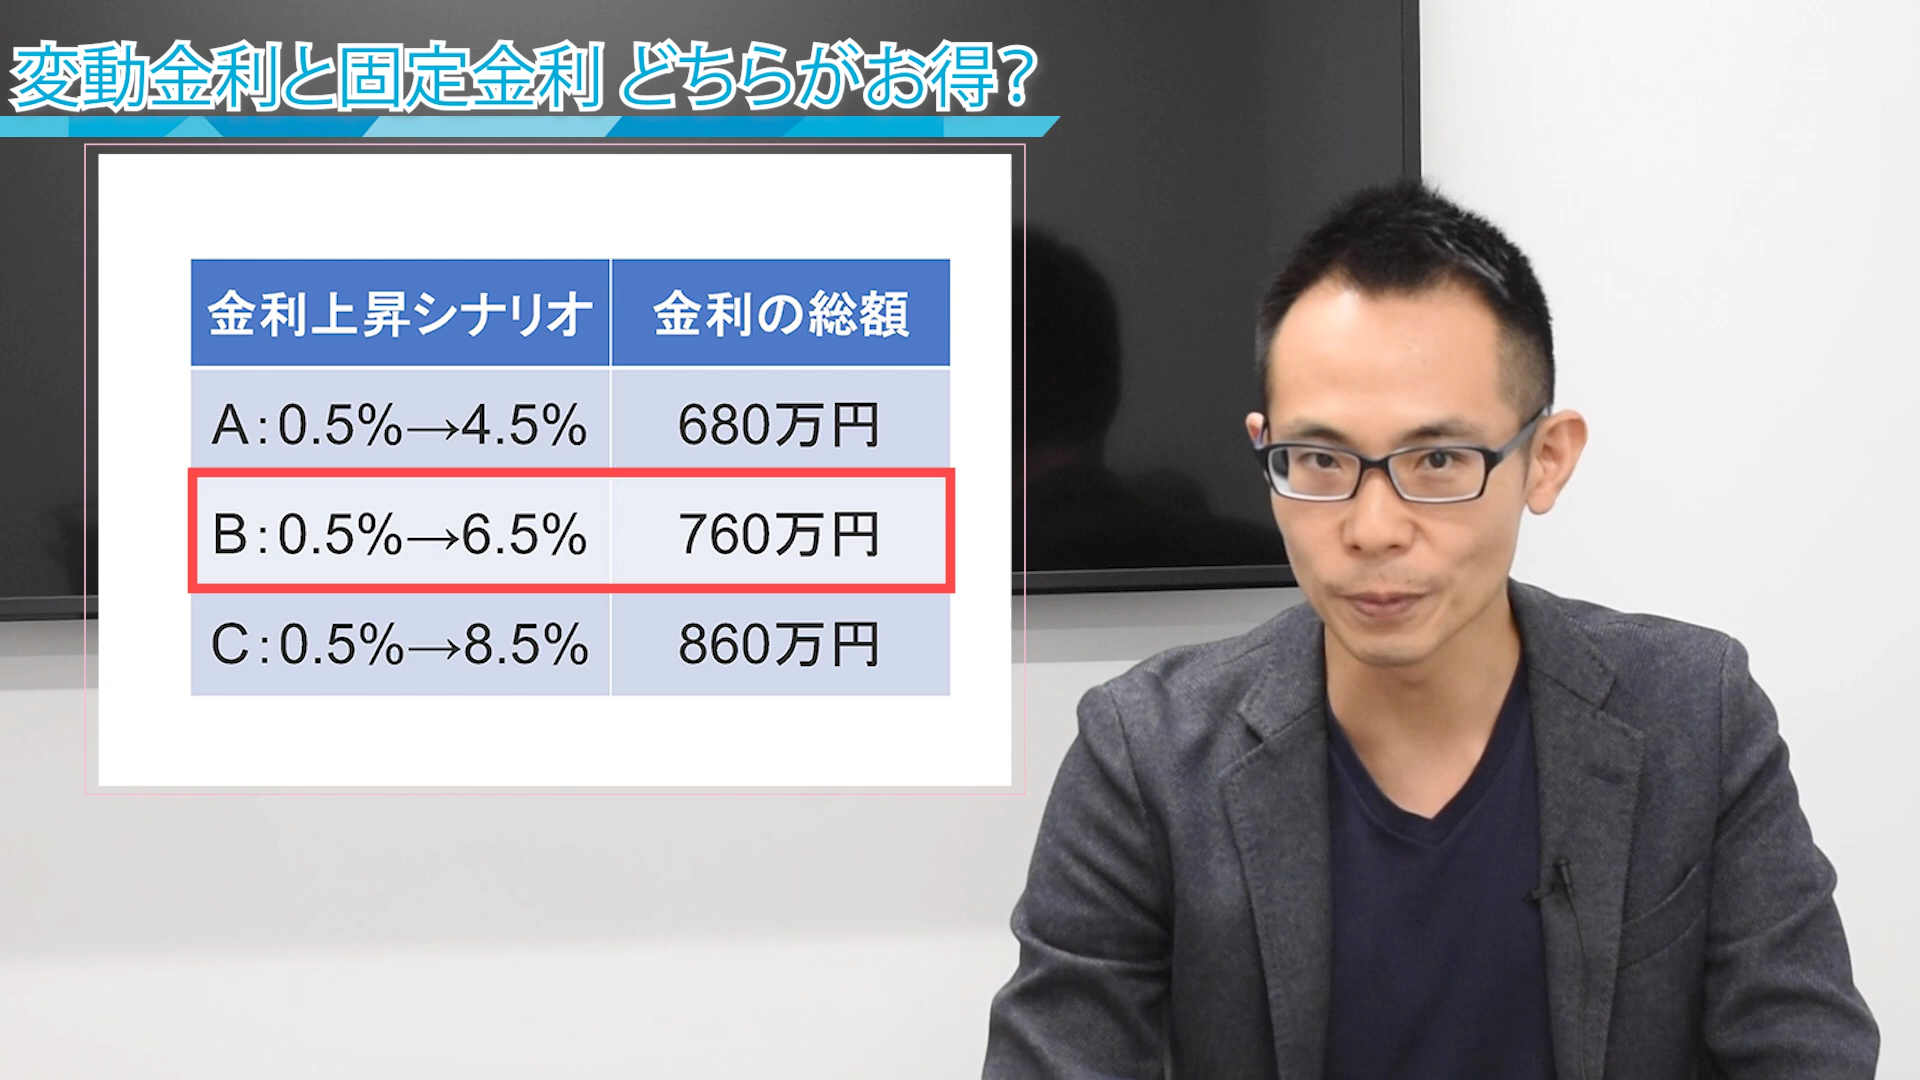 変動金利と固定金利 どちらがお得?
金利上昇シナリオ 金利の総額
A:0.5%→4.5% 680万円
B:0.5%→6.5% 760万円
C:0.5%→8.5% 860万円